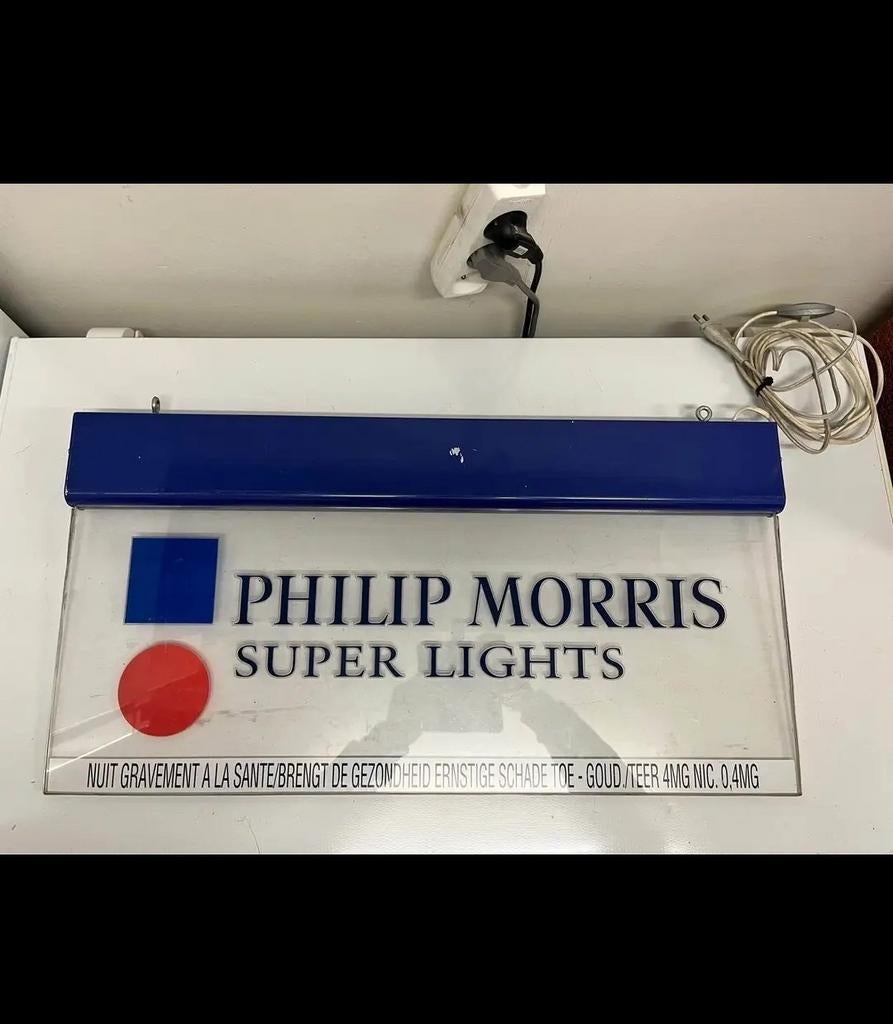 PHILIP MORRIS
SUPER LIGHTS
NUIT GRAVEMENT A LA SANTE/BRENGT DE GEZONDHEID ERNSTIGE SCHADE TOE - GOUD./TEER 4MG NIC. 0,4MG